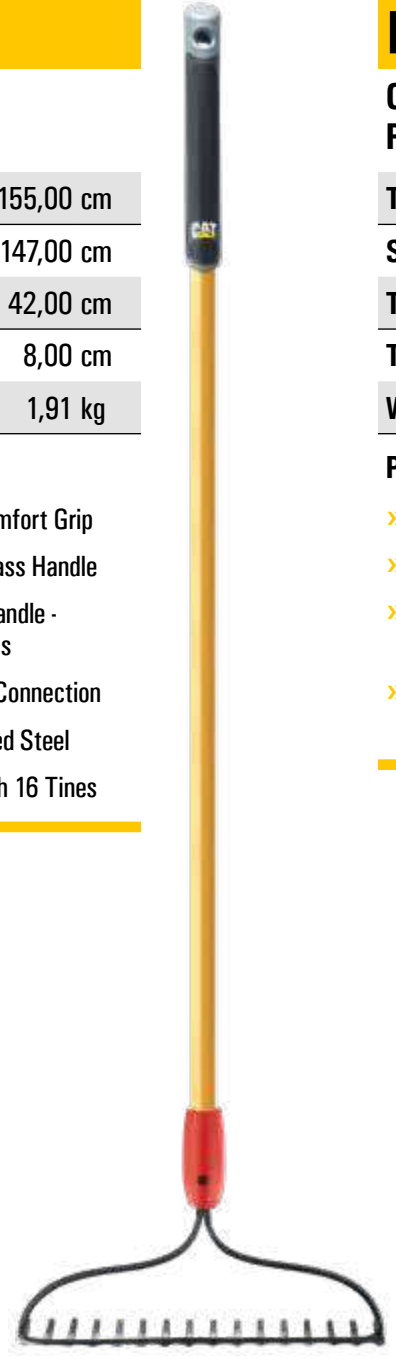 155,00 cm
147,00 cm
42,00 cm
8,00 cm
1,91 kg
mfort Grip
ass Handle
andle -
s
Connection
ed Steel
h 16 Tines
CAT
T
S
T
T
W
P